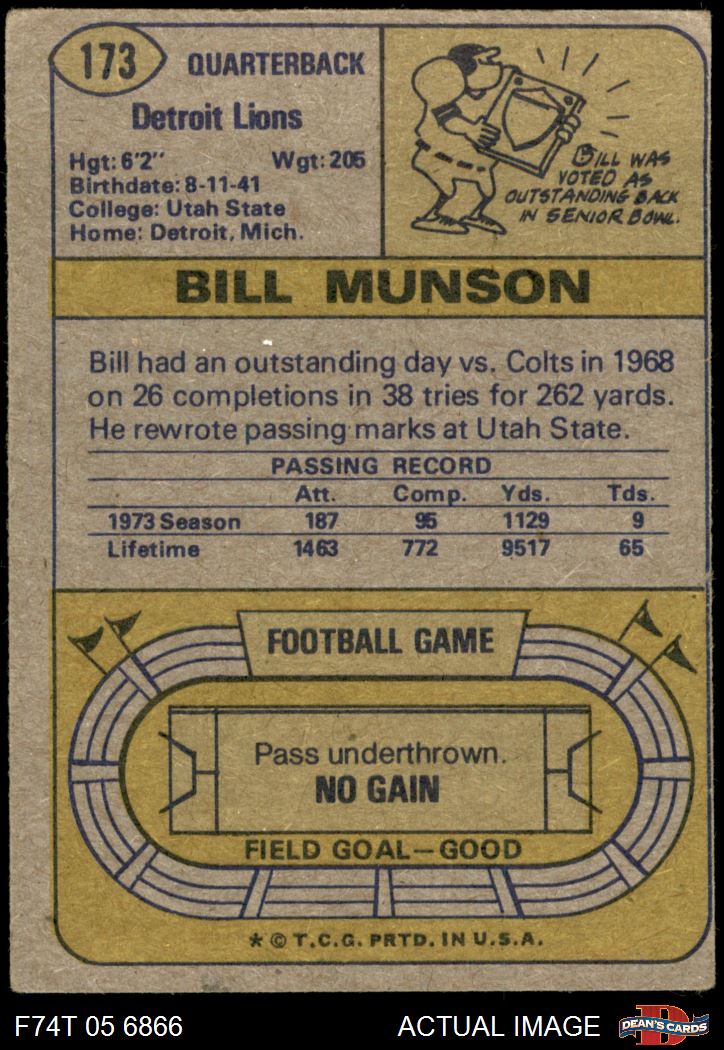 173
QUARTERBACK
Detroit Lions
Hgt: 6'2" Wgt: 205
Birthdate: 8-11-41
College: Utah State
Home: Detroit, Mich.
BILL WAS
VOTED AS
OUTSTANDING BACK
IN SENIOR BOWL.
BILL MUNSON
Bill had an outstanding day vs. Colts in 1968
on 26 completions in 38 tries for 262 yards.
He rewrote passing marks at Utah State.
PASSING RECORD
Att. Comp. Yds. Tds.
1973 Season 187 95 1129 9
Lifetime 1463 772 9517 65
FOOTBALL GAME
Pass underthrown.
NO GAIN
FIELD GOAL—GOOD
* © T.C.G. PRTD. IN U.S.A.
F74T 05 6866 ACTUAL IMAGE
D
DEAN'S CARDS